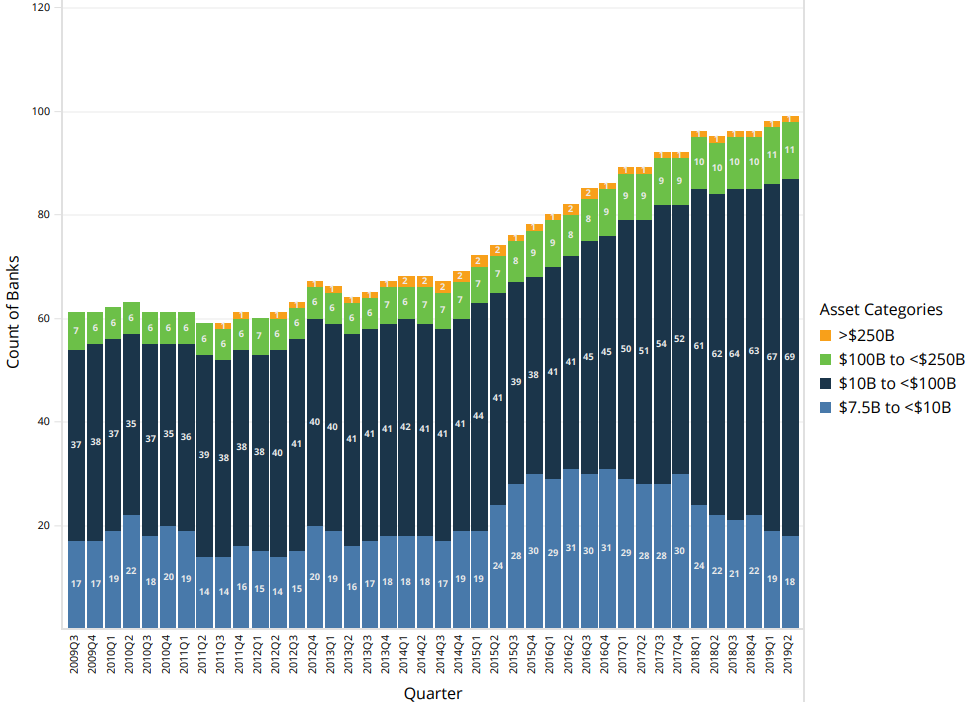 120
100
80
60
40
20
Count of Banks
1 1 1 1 1 1 1 1 1 2 2 2 2 2 2 1 1 1 2 2 1 1 1 1 1 1 1 1 1 1 1
7 6 6 6 6 6 6 6 6 6 7 6 6 6 6 6 6 7 6 7 7 7 7 7 8 9 9 8 8 9 9 9 9 9 10 10 10 10 11 11
37 38 37 35 37 35 36 39 38 38 38 40 41 40 40 41 41 41 42 41 41 41 44 41 39 38 41 41 45 45 50 51 54 52 61 62 64 63 67 69
17 17 19 22 18 20 19 14 14 16 15 14 15 20 19 16 17 18 18 18 17 19 19 24 28 30 29 31 30 31 29 28 28 30 24 22 21 22 19 18
2009Q3 2009Q4 2010Q1 2010Q2 2010Q3 2010Q4 2011Q1 2011Q2 2011Q3 2011Q4 2012Q1 2012Q2 2012Q3 2012Q4 2013Q1 2013Q2 2013Q3 2013Q4 2014Q1 2014Q2 2014Q3 2014Q4 2015Q1 2015Q2 2015Q3 2015Q4 2016Q1 2016Q2 2016Q3 2016Q4 2017Q1 2017Q2 2017Q3 2017Q4 2018Q1 2018Q2 2018Q3 2018Q4 2019Q1 2019Q2
Quarter
Asset Categories
>$250B
$100B to <$250B
$10B to <$100B
$7.5B to <$10B